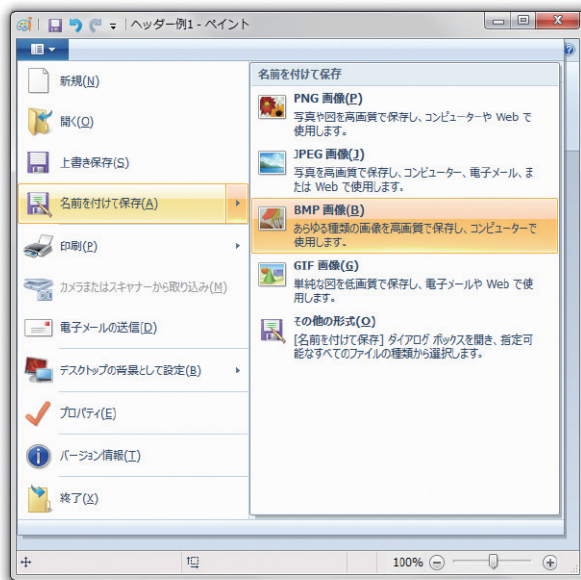 ヘッダー例1 - ペイント
新規(N)
開く(O)
上書き保存(S)
名前を付けて保存(A)
印刷(P)
カメラまたはスキャナーから取り込み(M)
電子メールの送信(D)
デスクトップの背景として設定(B)
プロパティ(E)
バージョン情報(T)
終了(X)
名前を付けて保存
PNG 画像(P)
写真や図を高画質で保存し、コンピューターや Web で
使用します。
JPEG 画像(J)
写真を高画質で保存し、コンピューター、電子メール、ま
たは Web で使用します。
BMP 画像(B)
あらゆる種類の画像を高画質で保存し、コンピューターで
使用します。
GIF 画像(G)
単純な図を低画質で保存し、電子メールや Web で使
用します。
その他の形式(O)
[名前を付けて保存] ダイアログ ボックスを開き、指定可
能なすべてのファイルの種類から選択します。
100%